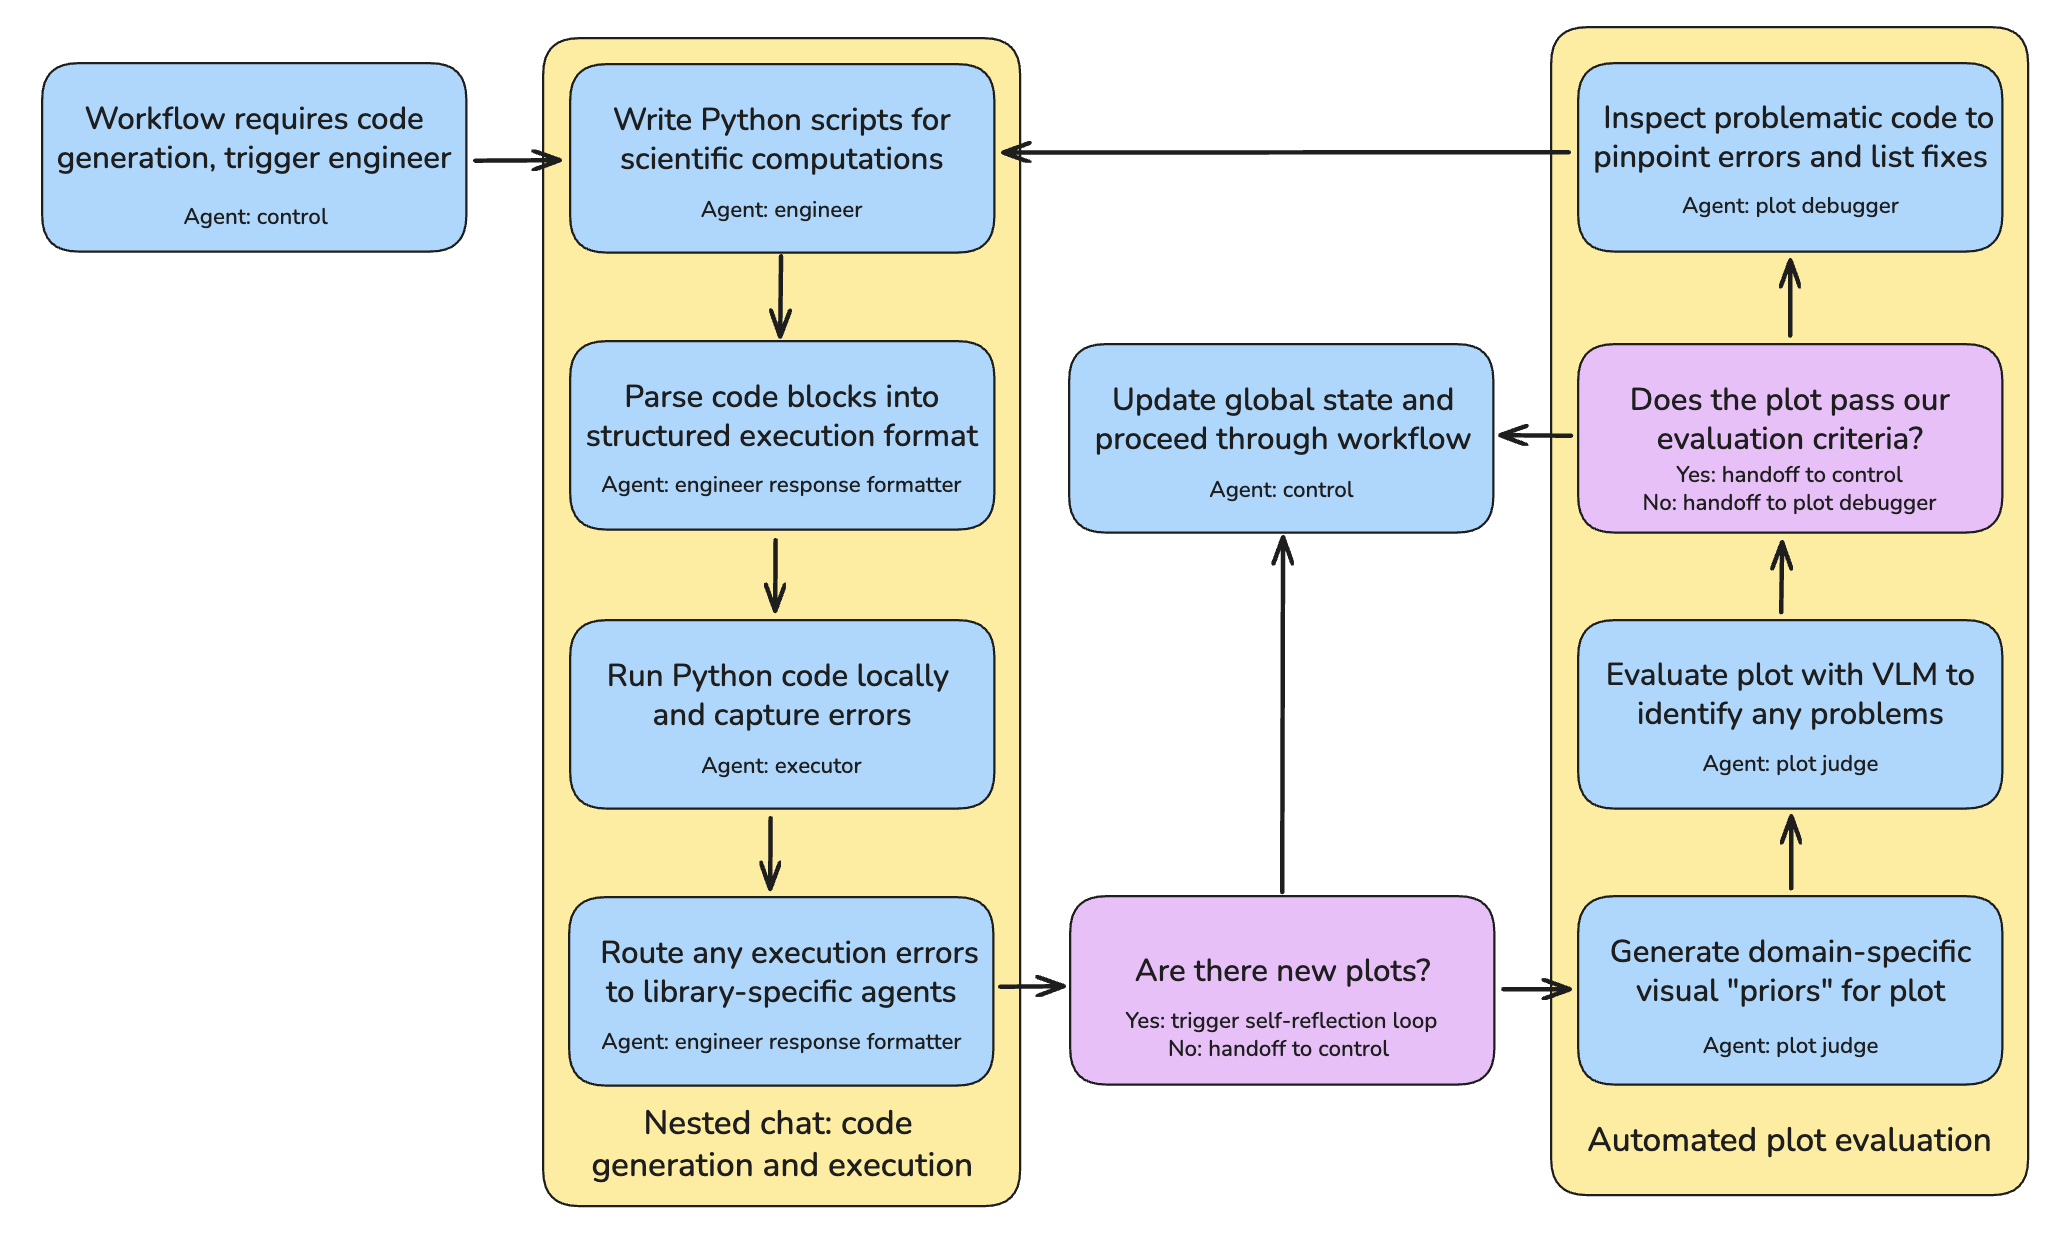 Workflow requires code
generation, trigger engineer
Agent: control
Write Python scripts for
scientific computations
Agent: engineer
Parse code blocks into
structured execution format
Agent: engineer response formatter
Run Python code locally
and capture errors
Agent: executor
Route any execution errors
to library-specific agents
Agent: engineer response formatter
Nested chat: code
generation and execution
Are there new plots?
Yes: trigger self-reflection loop
No: handoff to control
Update global state and
proceed through workflow
Agent: control
Generate domain-specific
visual "priors" for plot
Agent: plot judge
Evaluate plot with VLM to
identify any problems
Agent: plot judge
Does the plot pass our
evaluation criteria?
Yes: handoff to control
No: handoff to plot debugger
Inspect problematic code to
pinpoint errors and list fixes
Agent: plot debugger
Automated plot evaluation